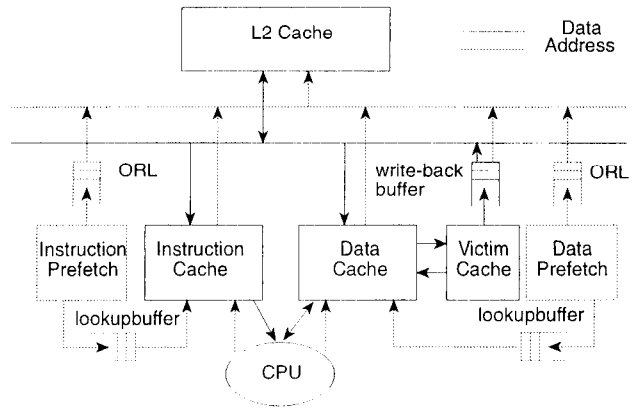 L2 Cache
Data
Address
ORL
write-back
buffer
ORL
Instruction
Prefetch
Instruction
Cache
Data
Cache
Victim
Cache
Data
Prefetch
lookupbuffer
lookupbuffer
CPU